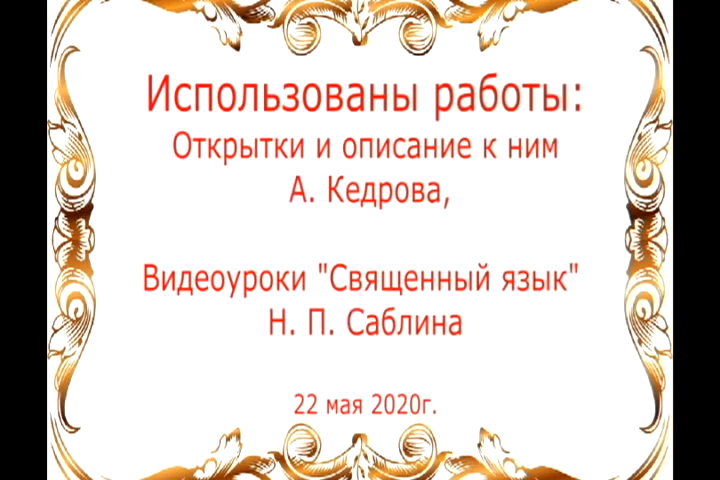 Использованы работы:
Открытки и описание к ним
А. Кедрова,
Видеоуроки "Священный язык"
Н. П. Саблина
22 мая 2020г.